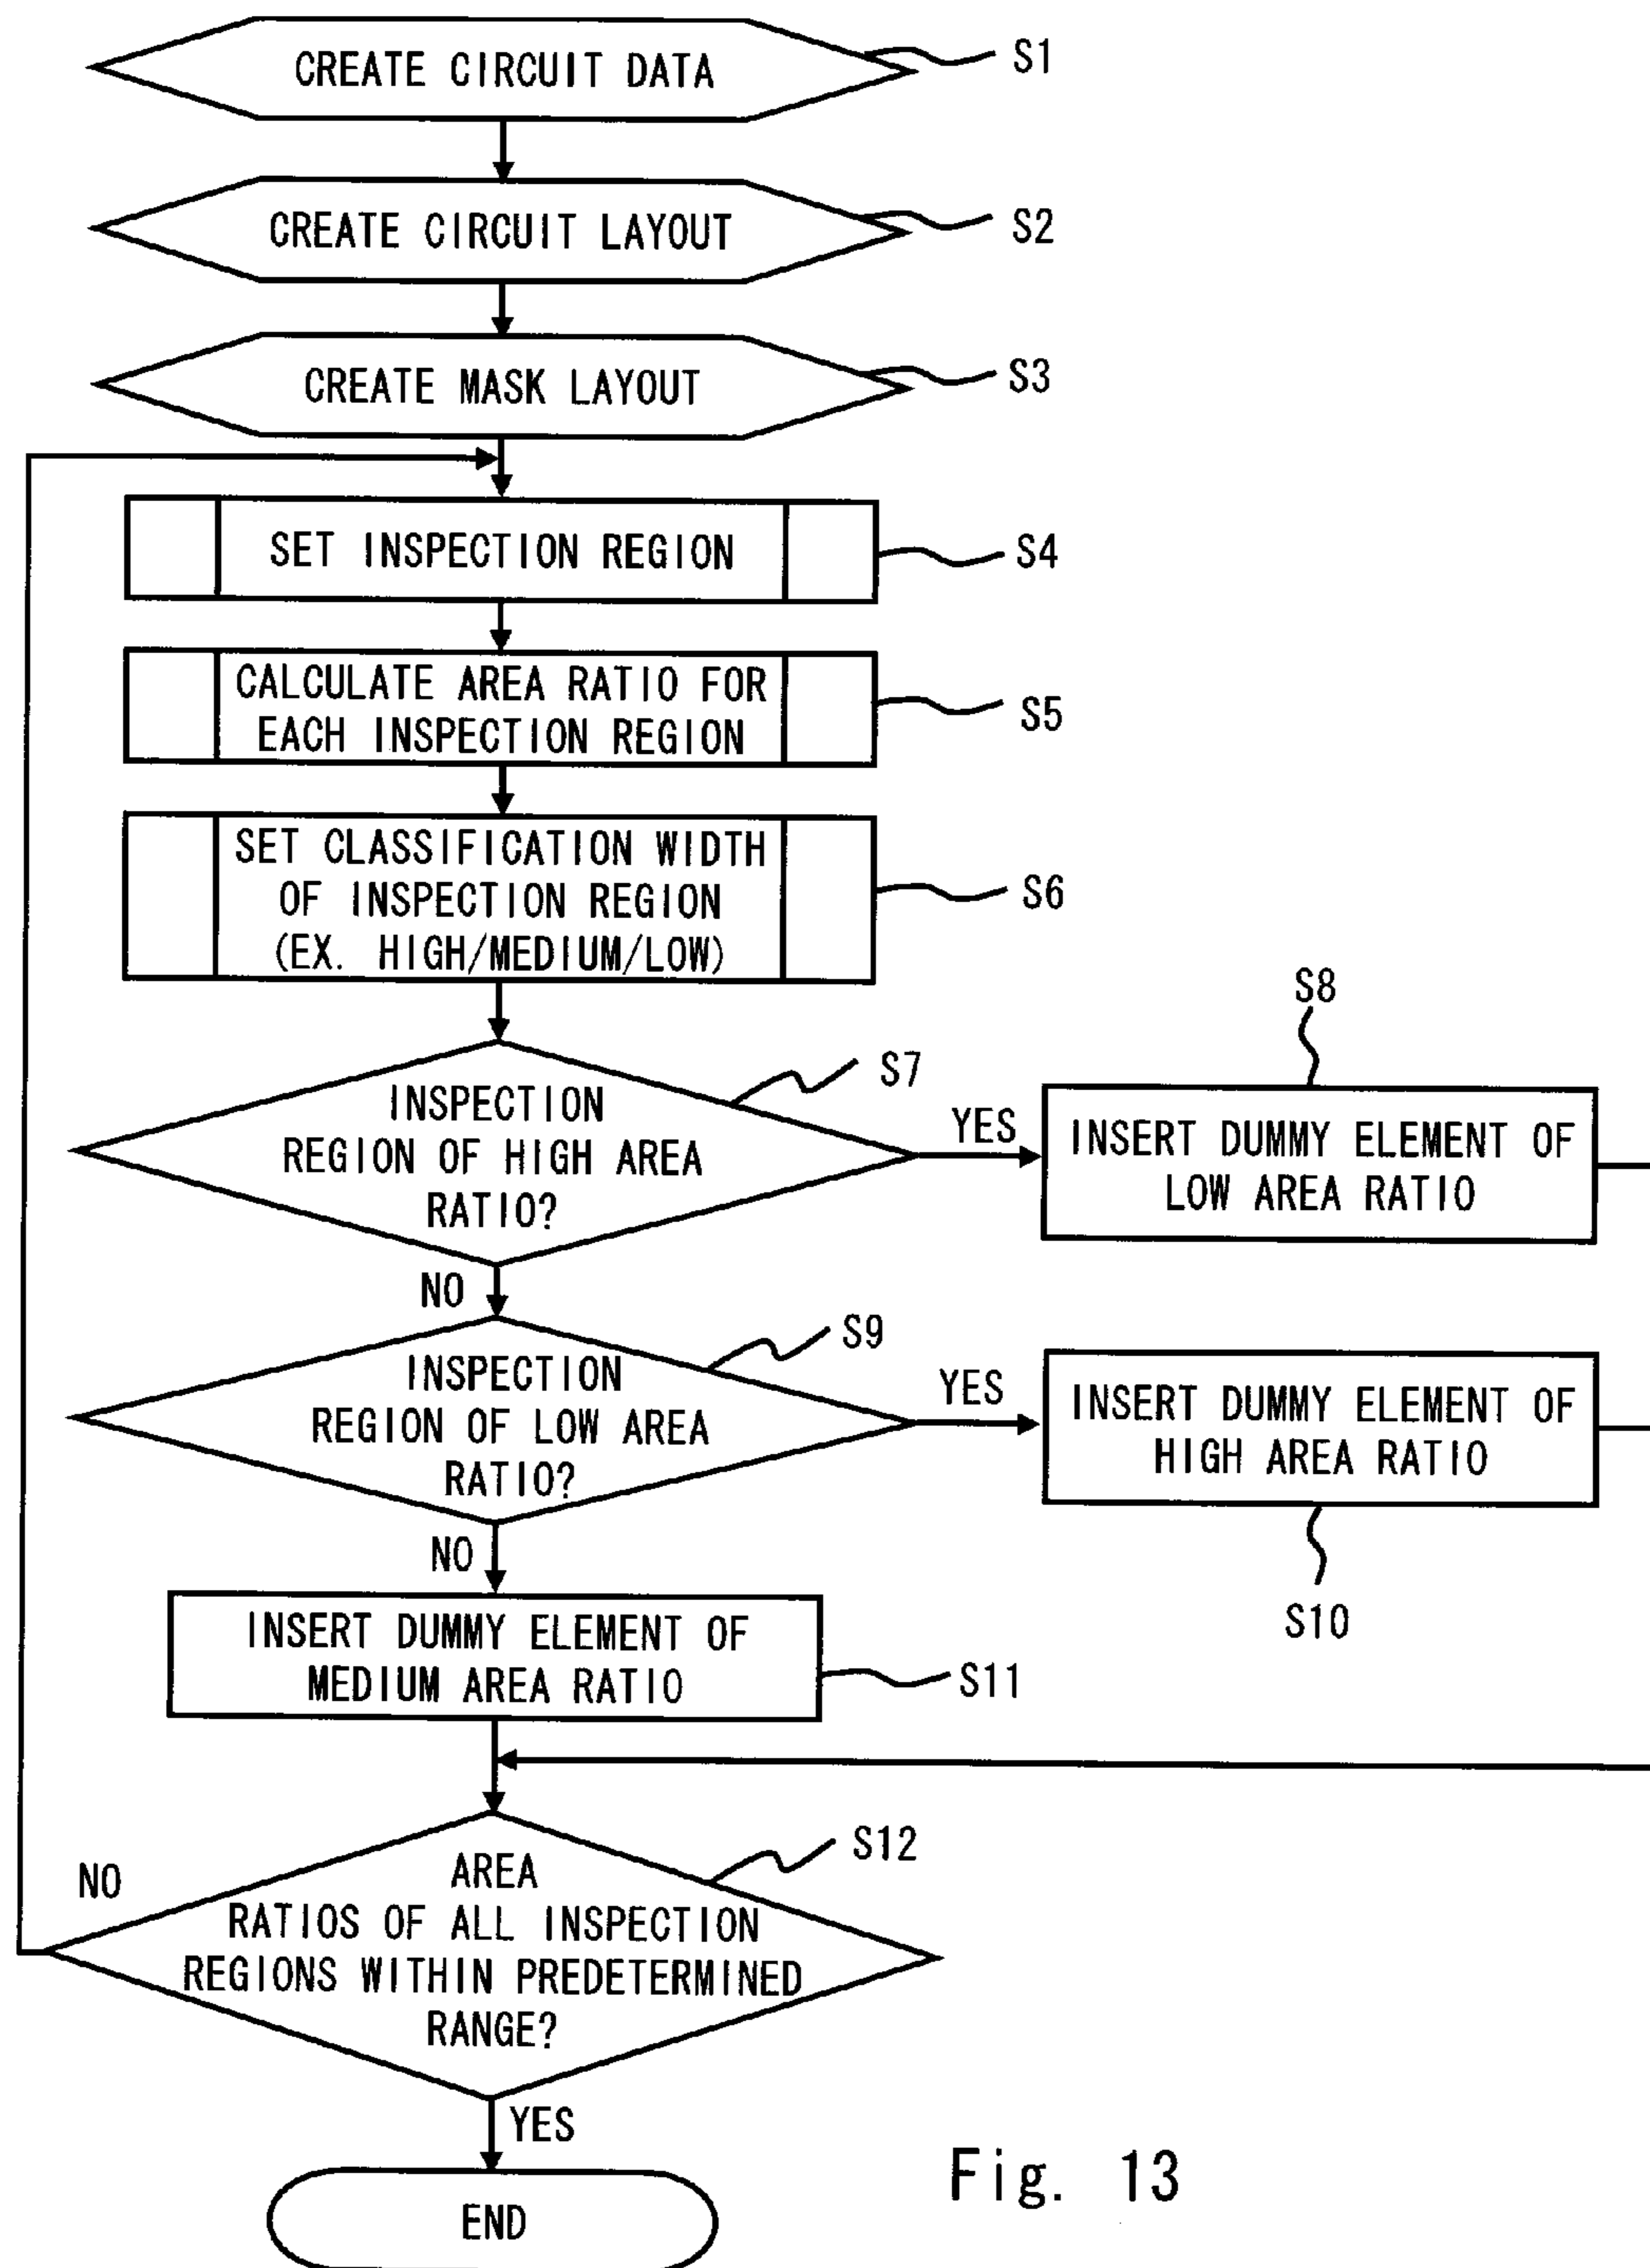 CREATE CIRCUIT DATA
S1
CREATE CIRCUIT LAYOUT
S2
CREATE MASK LAYOUT
S3
SET INSPECTION REGION
S4
CALCULATE AREA RATIO FOR
EACH INSPECTION REGION
S5
SET CLASSIFICATION WIDTH
OF INSPECTION REGION
(EX. HIGH/MEDIUM/LOW)
S6
INSPECTION
REGION OF HIGH AREA
RATIO?
S7
YES
S8
INSERT DUMMY ELEMENT OF
LOW AREA RATIO
NO
INSPECTION
REGION OF LOW AREA
RATIO?
S9
YES
INSERT DUMMY ELEMENT OF
HIGH AREA RATIO
S10
NO
INSERT DUMMY ELEMENT OF
MEDIUM AREA RATIO
S11
AREA
RATIOS OF ALL INSPECTION
REGIONS WITHIN PREDETERMINED
RANGE?
S12
NO
YES
END
Fig. 13